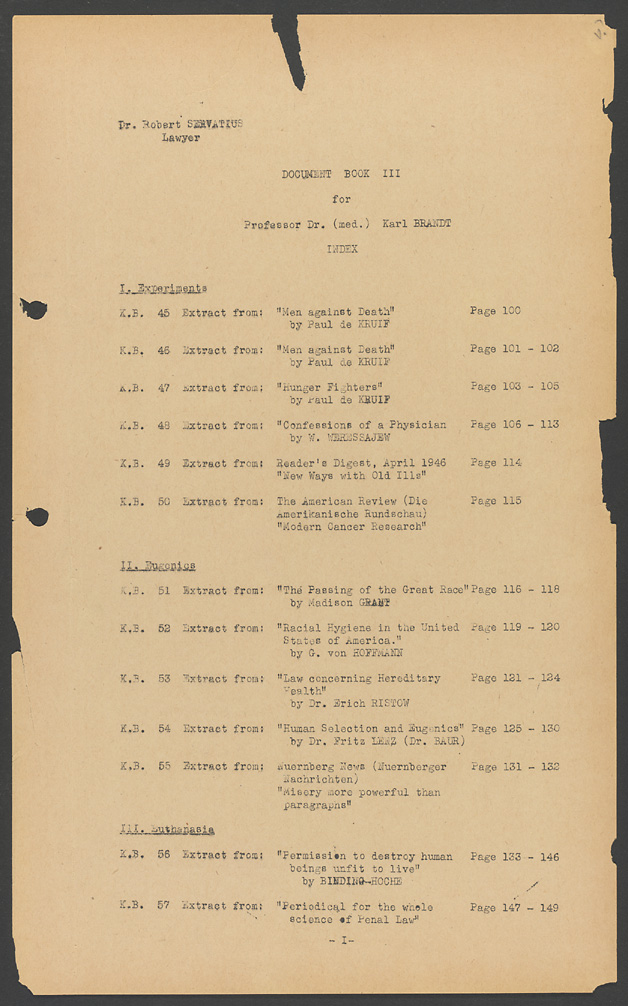 Dr. Robert SERVATIUS
Lawyer
DOCUMENT BOOK III
for
Professor Dr. (med.) Karl BRANDT
INDEX
I. Experiments
K.B. 45 Extract from: "Men against Death" Page 100
by Paul de KRUIF
K.B. 46 Extract from: "Men against Death" Page 101 - 102
by Paul de KRUIF
K.B. 47 Extract from: "Hunger Fighters" Page 103 - 105
by Paul de KRUIF
K.B. 48 Extract from: "Confessions of a Physician Page 106 - 113
by W. WERESSAJEW
K.B. 49 Extract from: Reader's Digest, April 1946 Page 114
"New Ways with Old Ills"
K.B. 50 Extract from: The American Review (Die Page 115
Amerikanische Rundschau)
"Modern Cancer Research"
II. Eugenics
K.B. 51 Extract from: "The Passing of the Great Race" Page 116 - 118
by Madison GRANT
K.B. 52 Extract from: "Racial Hygiene in the United Page 119 - 120
States of America."
by G. von HOFFMANN
K.B. 53 Extract from: "Law concerning Hereditary Page 121 - 124
Health"
by Dr. Erich RISTOW
K.B. 54 Extract from: "Human Selection and Eugenics" Page 125 - 130
by Dr. Fritz LENZ (Dr. BAUR)
K.B. 55 Extract from: Nuernberg News (Nuernberger Page 131 - 132
Nachrichten)
"Misery more powerful than
paragraphs"
III. Euthanasia
K.B. 56 Extract from: "Permission to destroy human Page 133 - 146
beings unfit to live"
by BINDING-HOCHE
K.B. 57 Extract from: "Periodical for the whole Page 147 - 149
science of Penal Law"
- I-